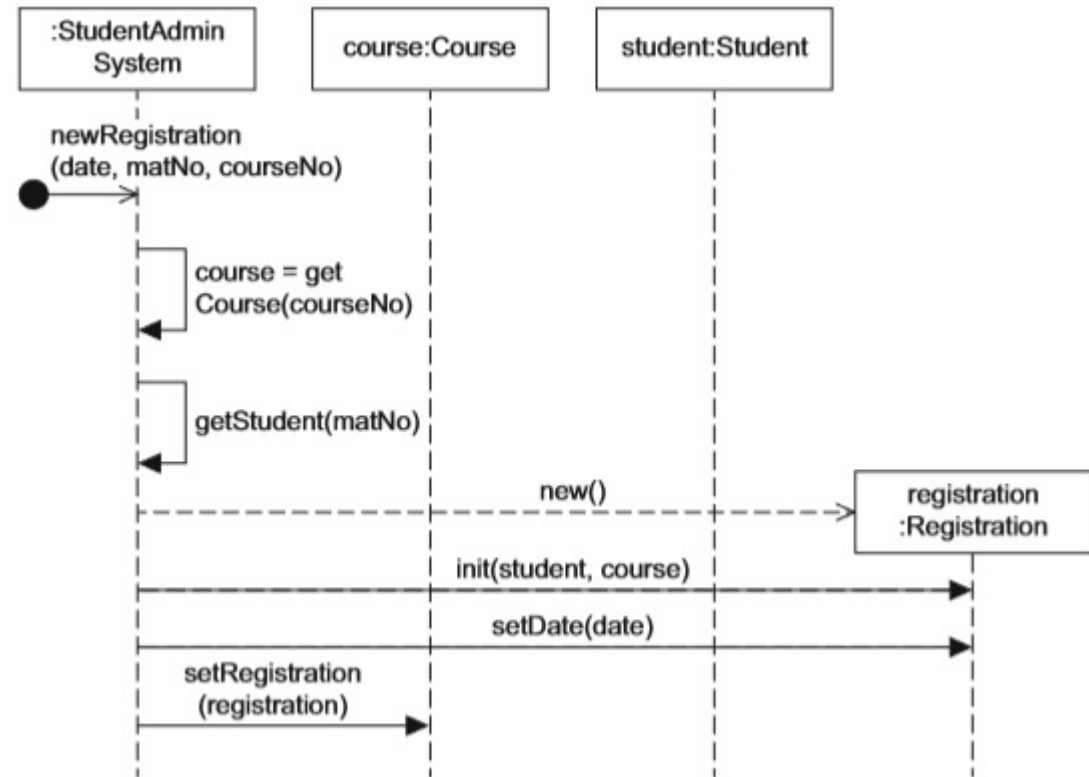 :StudentAdmin
System
course:Course
student:Student
newRegistration
(date, matNo, courseNo)
course = get
Course(courseNo)
getStudent(matNo)
new()
registration
:Registration
init(student, course)
setDate(date)
setRegistration
(registration)